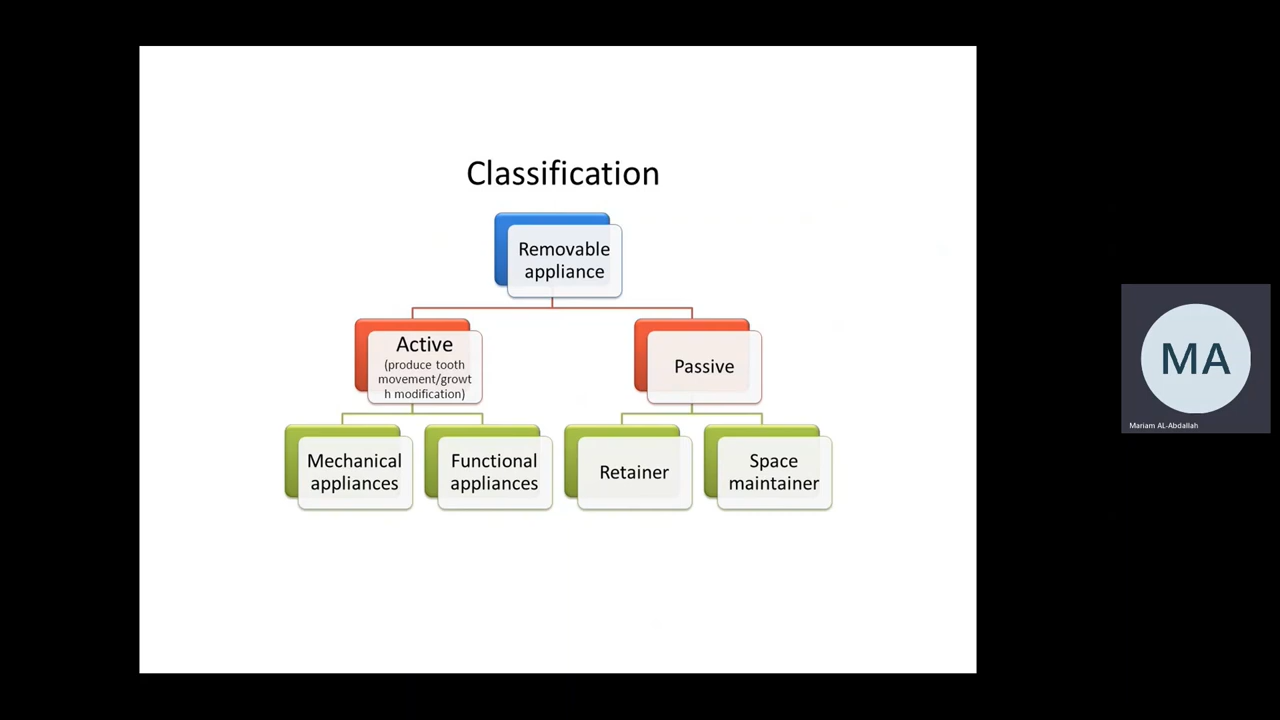 Classification
Removable
appliance
Active
(produce tooth
movement/growt
h modification)
Passive
Mechanical
appliances
Functional
appliances
Retainer
Space
maintainer
MA
Mariam AL-Abdallah